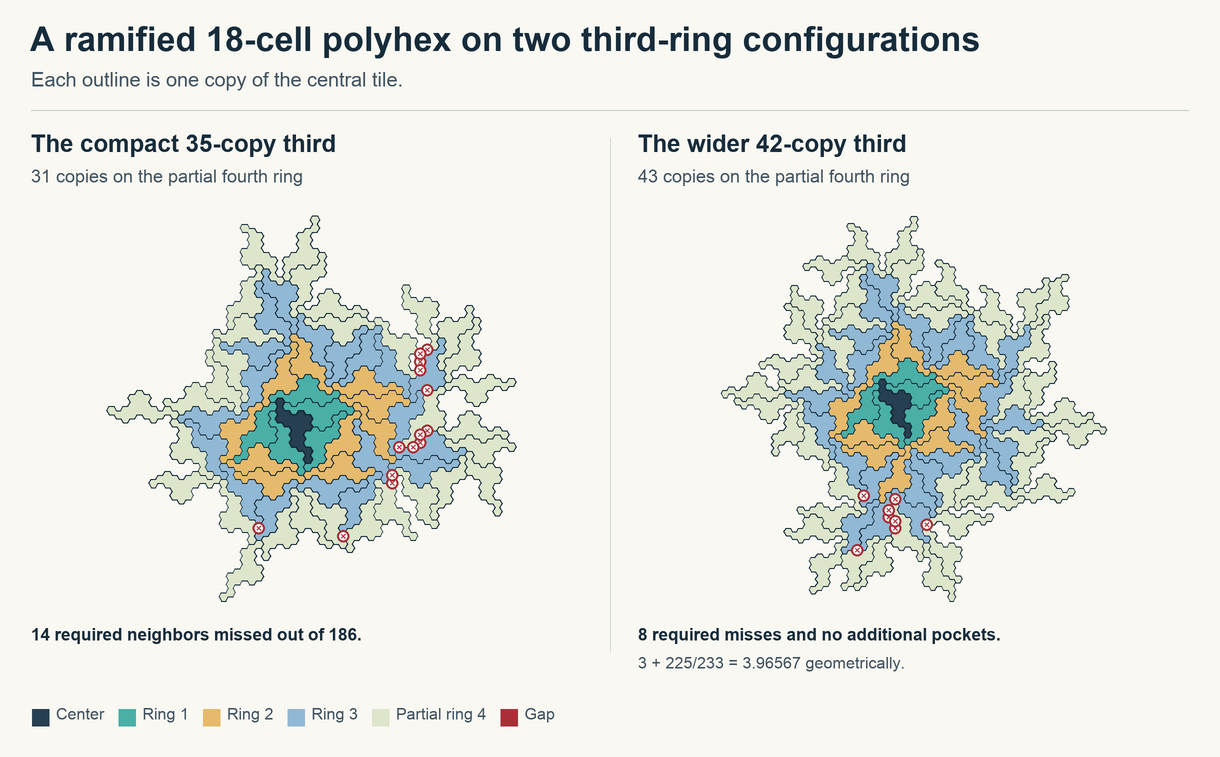 A ramified 18-cell polyhex on two third-ring configurations
Each outline is one copy of the central tile.
The compact 35-copy third
31 copies on the partial fourth ring
14 required neighbors missed out of 186.
The wider 42-copy third
43 copies on the partial fourth ring
8 required misses and no additional pockets.
3 + 225/233 = 3.96567 geometrically.
Center
Ring 1
Ring 2
Ring 3
Partial ring 4
Gap